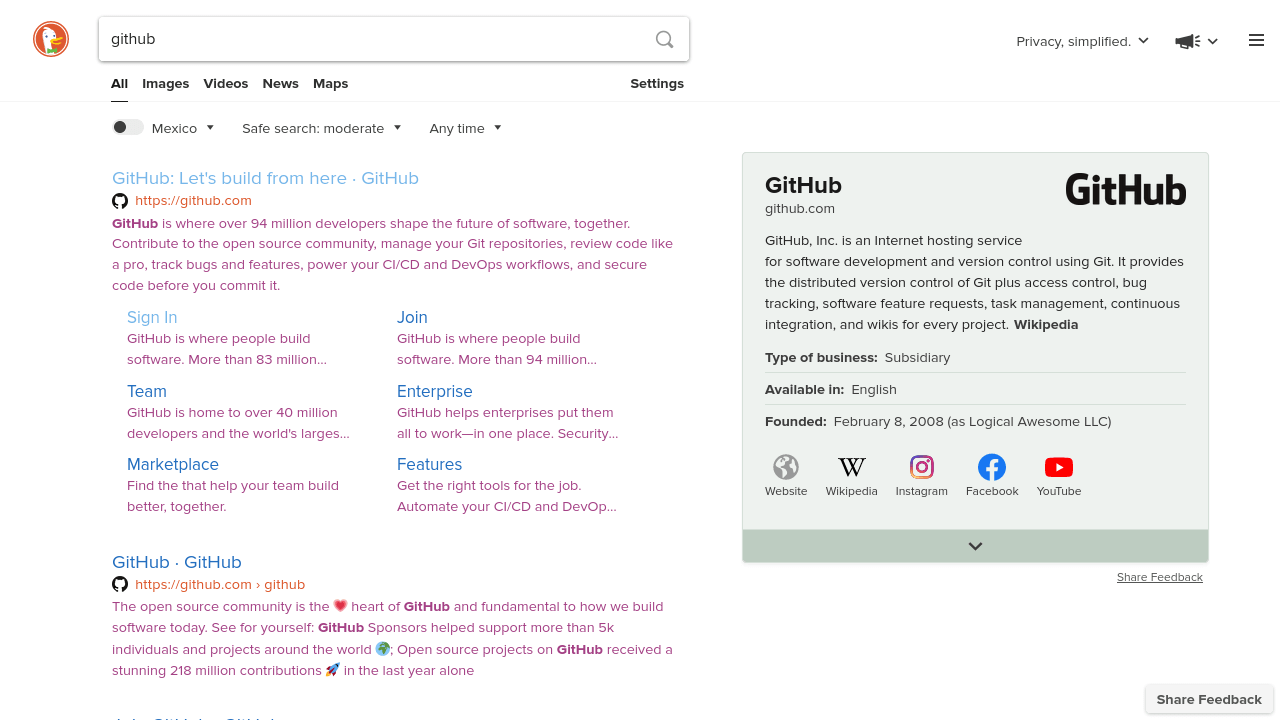 github
Privacy, simplified.
All Images Videos News Maps Settings
Mexico Safe search: moderate Any time
GitHub: Let's build from here · GitHub
https://github.com
GitHub is where over 94 million developers shape the future of software, together.
Contribute to the open source community, manage your Git repositories, review code like
a pro, track bugs and features, power your CI/CD and DevOps workflows, and secure
code before you commit it.
Sign In
GitHub is where people build
software. More than 83 million...
Join
GitHub is where people build
software. More than 94 million...
Team
GitHub is home to over 40 million
developers and the world's larges...
Enterprise
GitHub helps enterprises put them
all to work—in one place. Security...
Marketplace
Find the that help your team build
better, together.
Features
Get the right tools for the job.
Automate your CI/CD and DevOp...
GitHub · GitHub
https://github.com › github
The open source community is the 💗 heart of GitHub and fundamental to how we build
software today. See for yourself: GitHub Sponsors helped support more than 5k
individuals and projects around the world 🌍; Open source projects on GitHub received a
stunning 218 million contributions 🚀 in the last year alone
GitHub
github.com
GitHub
GitHub, Inc. is an Internet hosting service
for software development and version control using Git. It provides
the distributed version control of Git plus access control, bug
tracking, software feature requests, task management, continuous
integration, and wikis for every project. Wikipedia
Type of business: Subsidiary
Available in: English
Founded: February 8, 2008 (as Logical Awesome LLC)
W
Website Wikipedia Instagram Facebook YouTube
Share Feedback
Share Feedback